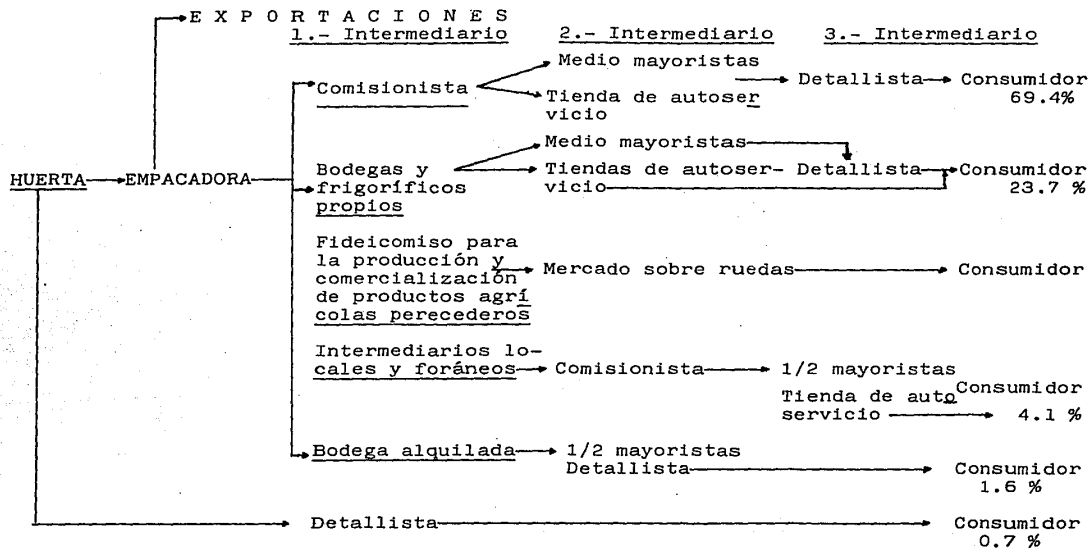 E X P O R T A C I O N E S
1.- Intermediario 2.- Intermediario 3.- Intermediario
Medio mayoristas
Comisionista Detallista Consumidor
69.4%
Tienda de autoser
vicio
Medio mayoristas
HUERTA EMPACADORA Bodegas y Tiendas de autoser- Detallista Consumidor
frigoríficos vicio 23.7 %
propios
Fideicomiso para
la producción y
comercialización Mercado sobre ruedas Consumidor
de productos agrí
colas perecederos
Intermediarios lo-
cales y foráneos Comisionista 1/2 mayoristas
Tienda de auto Consumidor
servicio 4.1 %
Bodega alquilada 1/2 mayoristas
Detallista Consumidor
1.6 %
Detallista Consumidor
0.7 %